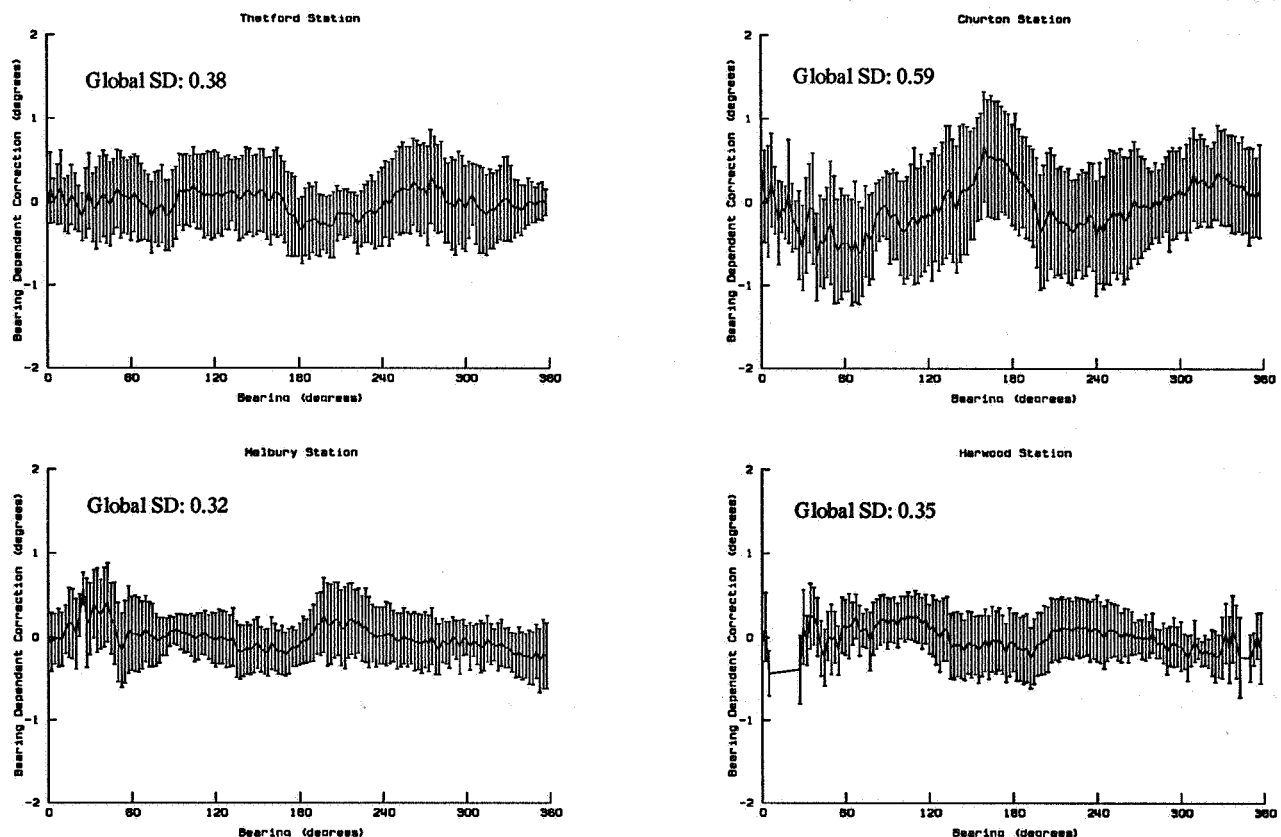 Thetford Station
Global SD: 0.38
Bearing Dependent Correction (degrees)
2
1
0
-1
-2
0 60 120 180 240 300 360
Bearing (degrees)
Churton Station
Global SD: 0.59
Bearing Dependent Correction (degrees)
2
1
0
-1
-2
0 60 120 180 240 300 360
Bearing (degrees)
Melbury Station
Global SD: 0.32
Bearing Dependent Correction (degrees)
2
1
0
-1
-2
0 60 120 180 240 300 360
Bearing (degrees)
Harwood Station
Global SD: 0.35
Bearing Dependent Correction (degrees)
2
1
0
-1
-2
0 60 120 180 240 300 360
Bearing (degrees)